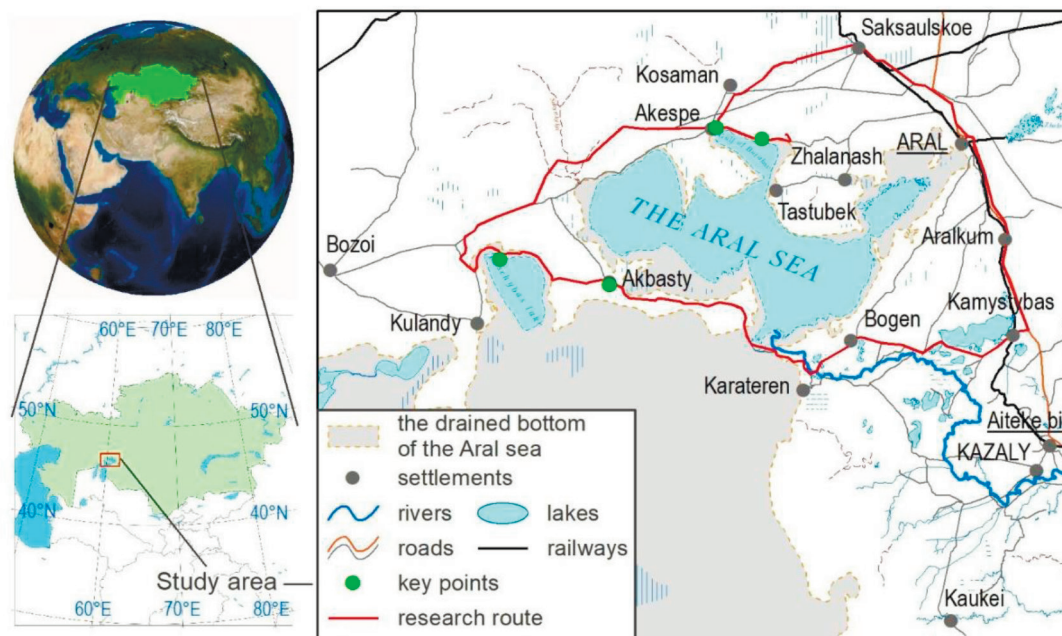 60°E 70°E 80°E
50°N
50°N
40°N
40°N
60°E
70°E
80°E
Study area
Saksaulskoe
Kosaman
Akespe
Zhalanash
ARAL
Tastubek
THE ARAL SEA
Aralkum
Bozoi
Akbasty
Kamystybas
Kulandy
Bogen
Karateren
Aiteke bi
KAZALY
Kaukei
the drained bottom
of the Aral sea
settlements
rivers
lakes
roads
railways
key points
research route